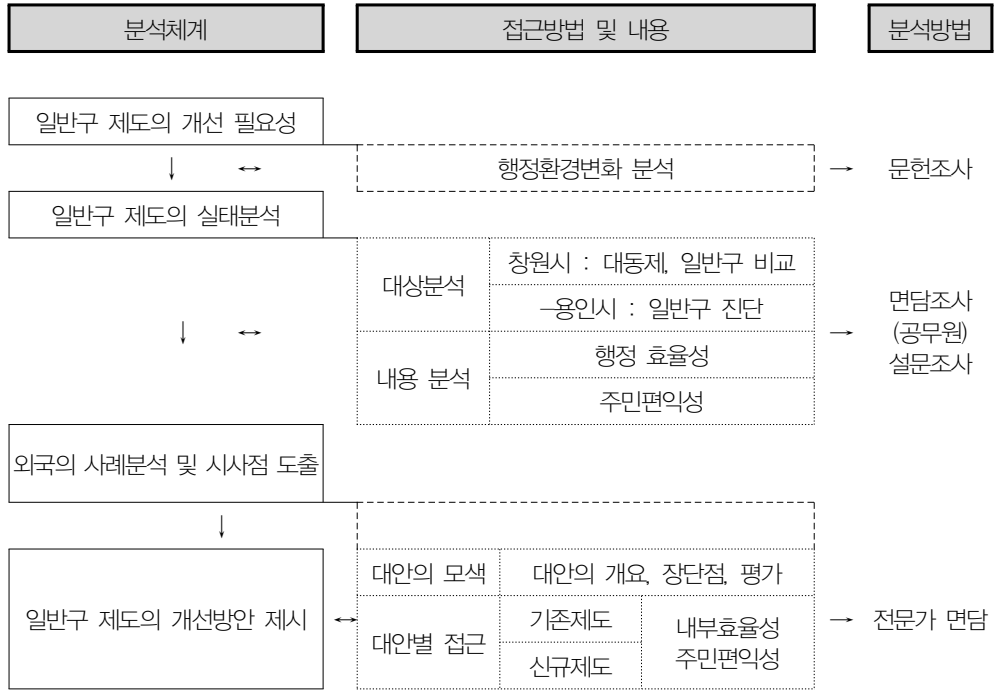 분석체계
접근방법 및 내용
분석방법
일반구 제도의 개선 필요성
↓ ↔ 행정환경변화 분석 → 문헌조사
일반구 제도의 실태분석
대상분석
창원시 : 대동제, 일반구 비교
-용인시 : 일반구 진단
↓ ↔
내용 분석
행정 효율성
주민편익성
→
면담조사
(공무원)
설문조사
외국의 사례분석 및 시사점 도출
↓
일반구 제도의 개선방안 제시
↔
대안의 모색
대안의 개요, 장단점, 평가
대안별 접근
기존제도
신규제도
내부효율성
주민편익성
→ 전문가 면담